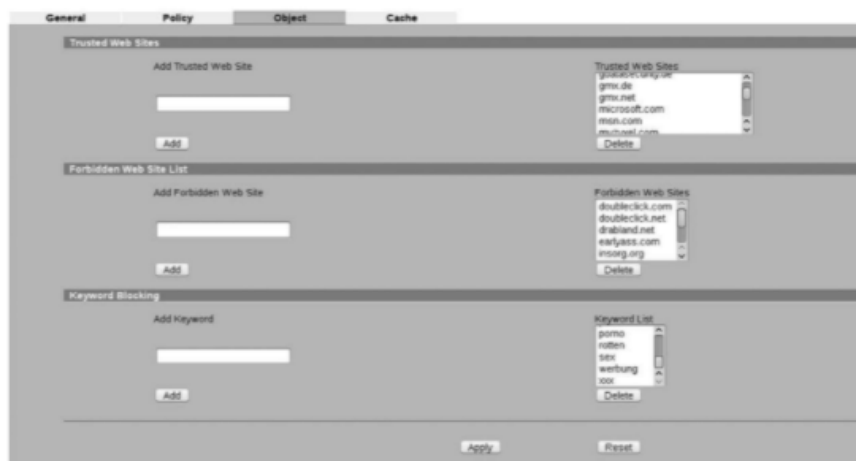 General Policy Object Cache
Trusted Web Sites
Add Trusted Web Site
Trusted Web Sites
gmx.de
gmx.net
microsoft.com
msn.com
Add
Delete
Forbidden Web Site List
Add Forbidden Web Site
Forbidden Web Sites
doubleclick.com
doubleclick.net
drabland.net
earlyass.com
insorg.org
Add
Delete
Keyword Blocking
Add Keyword
Keyword List
porno
rotten
sex
werbung
xxx
Add
Delete
Apply Reset